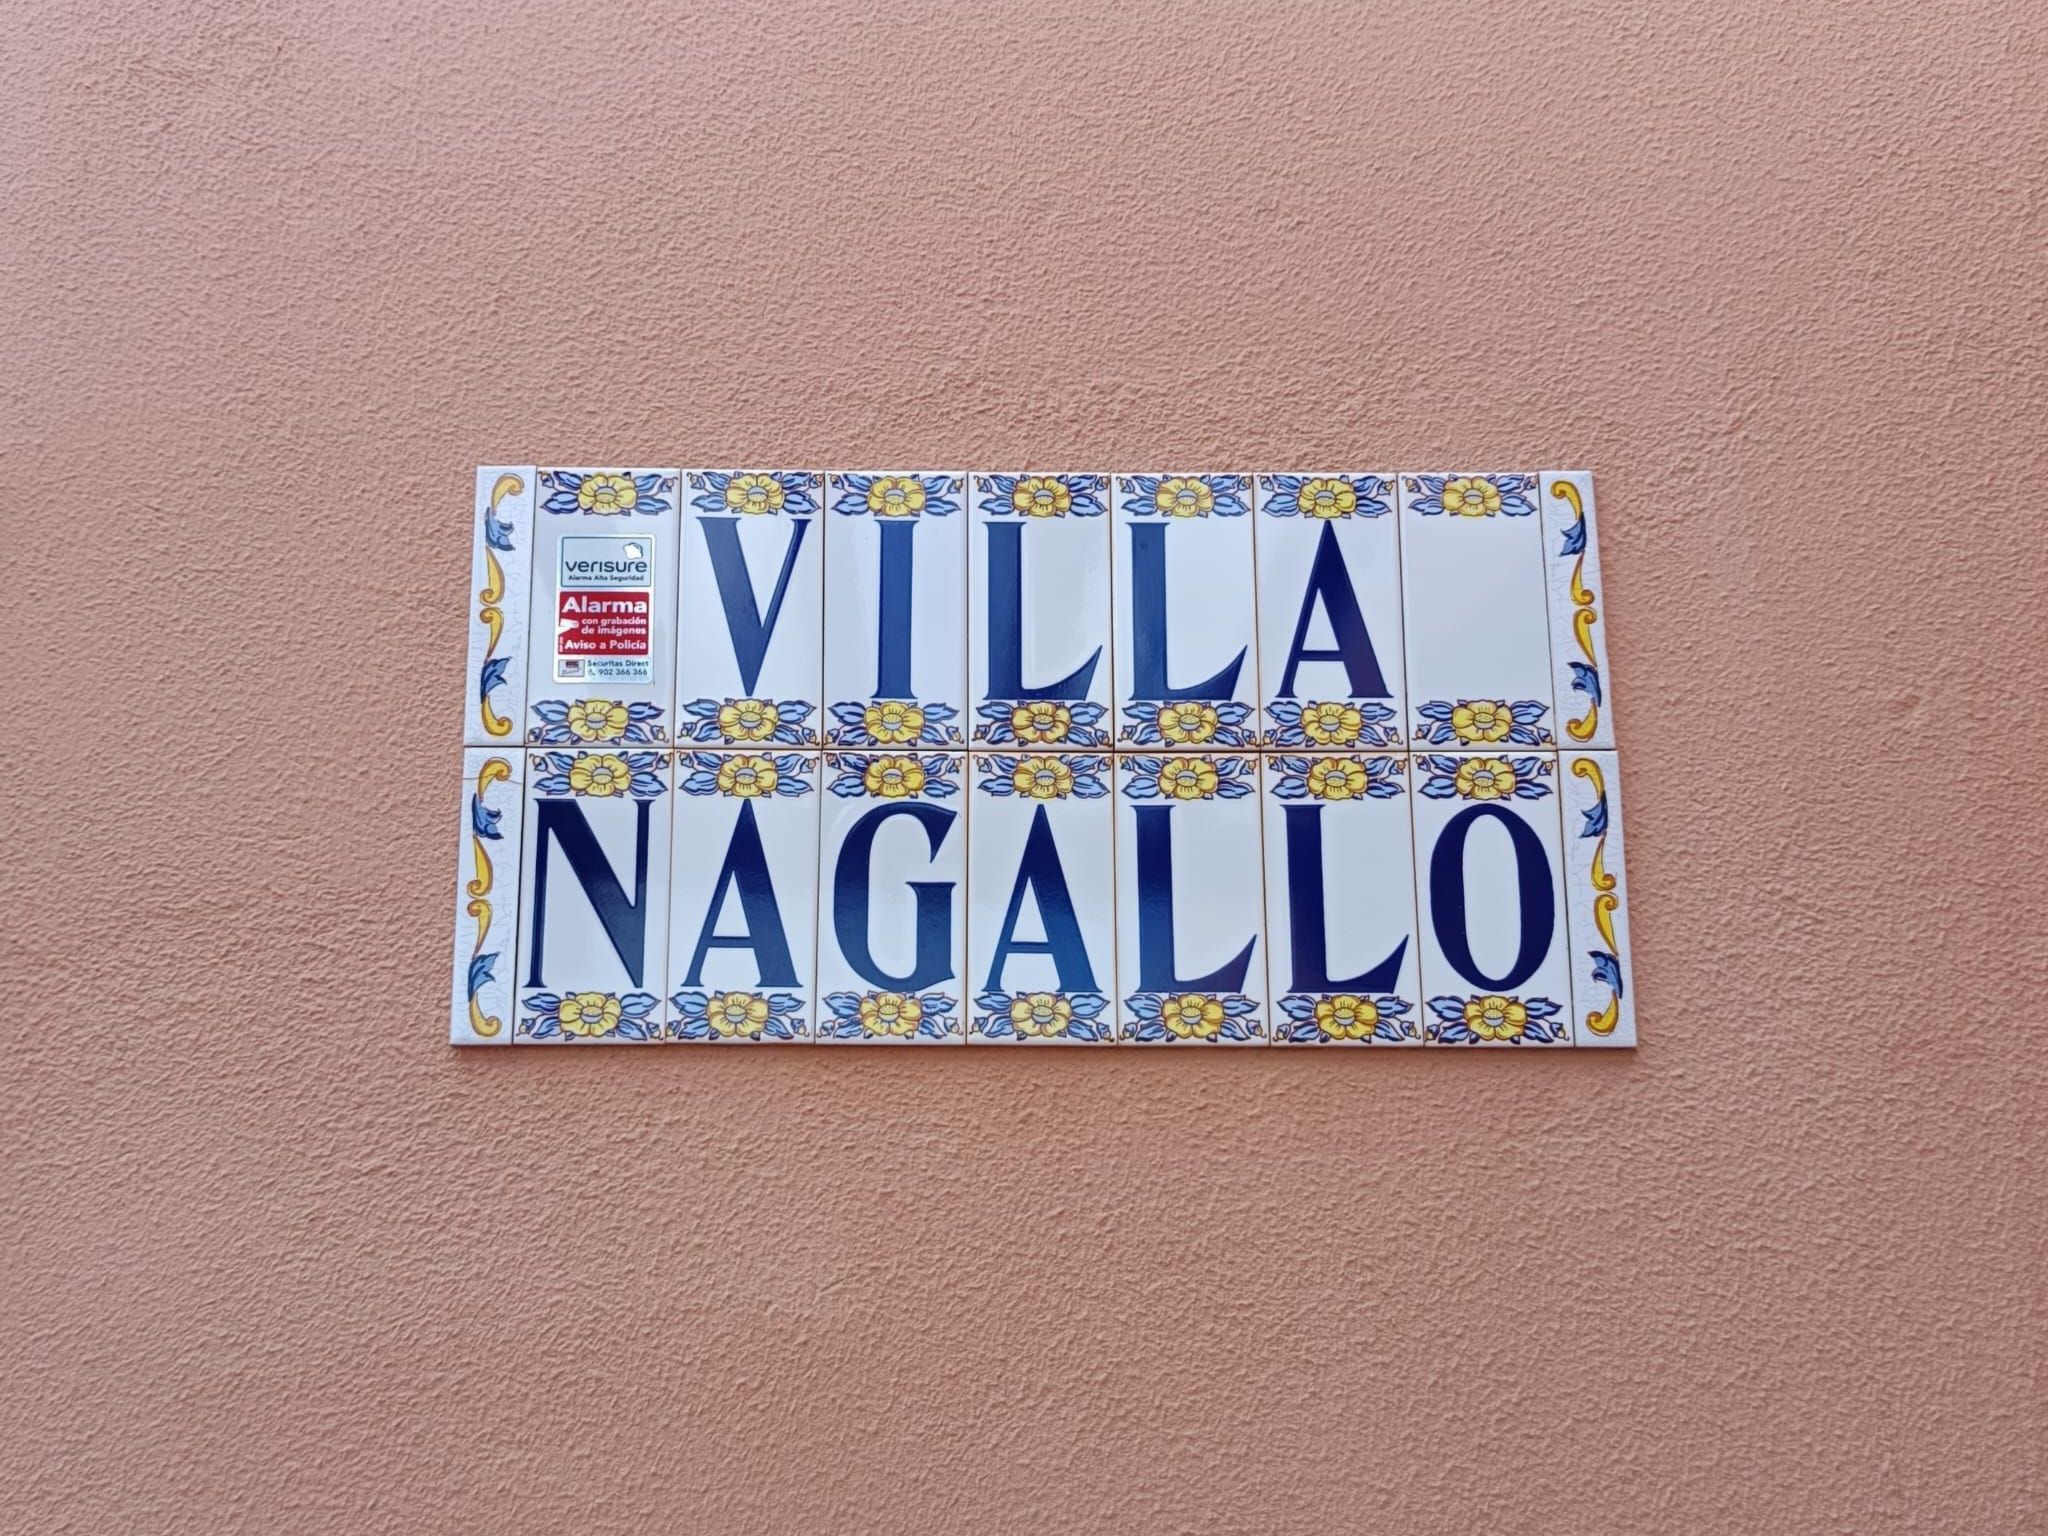 VILLA
NAGALLO
verisure
Alarma Alta Seguridad
Alarma
con grabación
de imágenes
Aviso a Policía
Securitas Direct
902 366 366